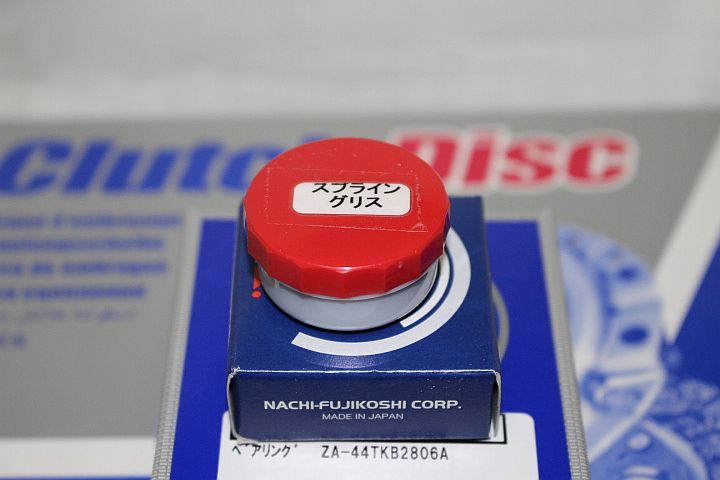 Clutch Disc
スプライン
グリス
NACHI-FUJIKOSHI CORP.
MADE IN JAPAN
ﾍﾞｱﾘﾝｸﾞ ZA-44TKB2806A